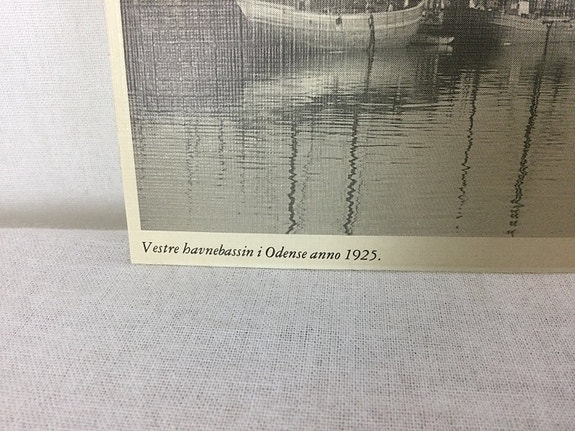 Vestre havnebassin i Odense anno 1925.